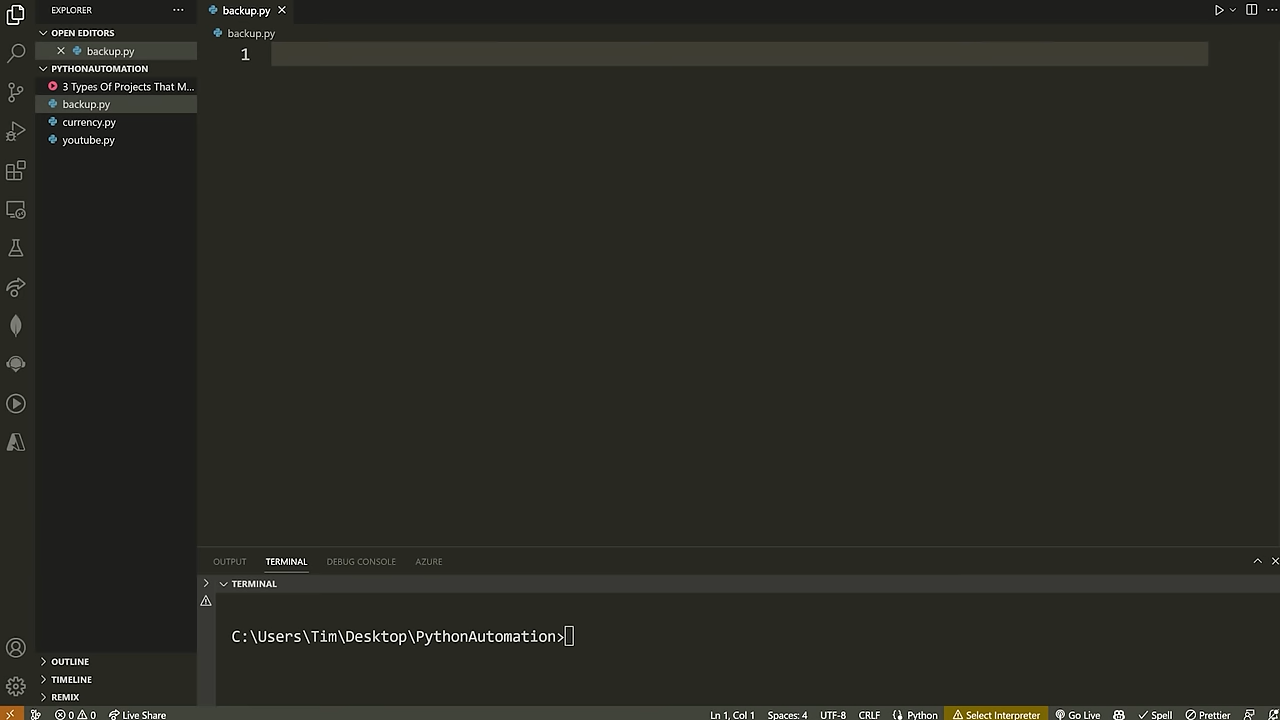 EXPLORER
OPEN EDITORS
backup.py
PYTHONAUTOMATION
3 Types Of Projects That M...
backup.py
currency.py
youtube.py
OUTLINE
TIMELINE
REMIX
backup.py
backup.py
1
OUTPUT TERMINAL DEBUG CONSOLE AZURE
TERMINAL
C:\Users\Tim\Desktop\PythonAutomation>
0 0 Live Share Ln 1, Col 1 Spaces: 4 UTF-8 CRLF Python Select Interpreter Go Live Spell Prettier